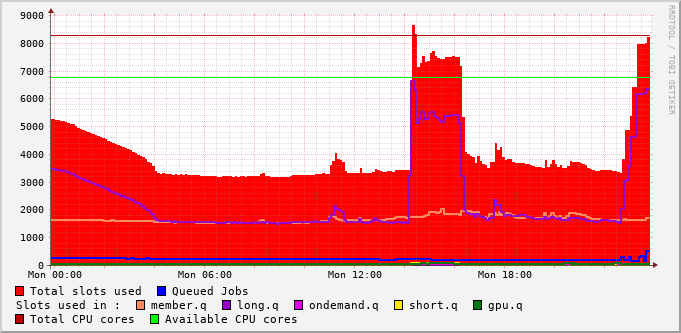 9000
8000
7000
6000
5000
4000
3000
2000
1000
0
Mon 00:00 Mon 06:00 Mon 12:00 Mon 18:00
Total slots used Queued Jobs
Slots used in : member.q long.q ondemand.q short.q gpu.q
Total CPU cores Available CPU cores
RRDTOOL / TOBI OETIKER